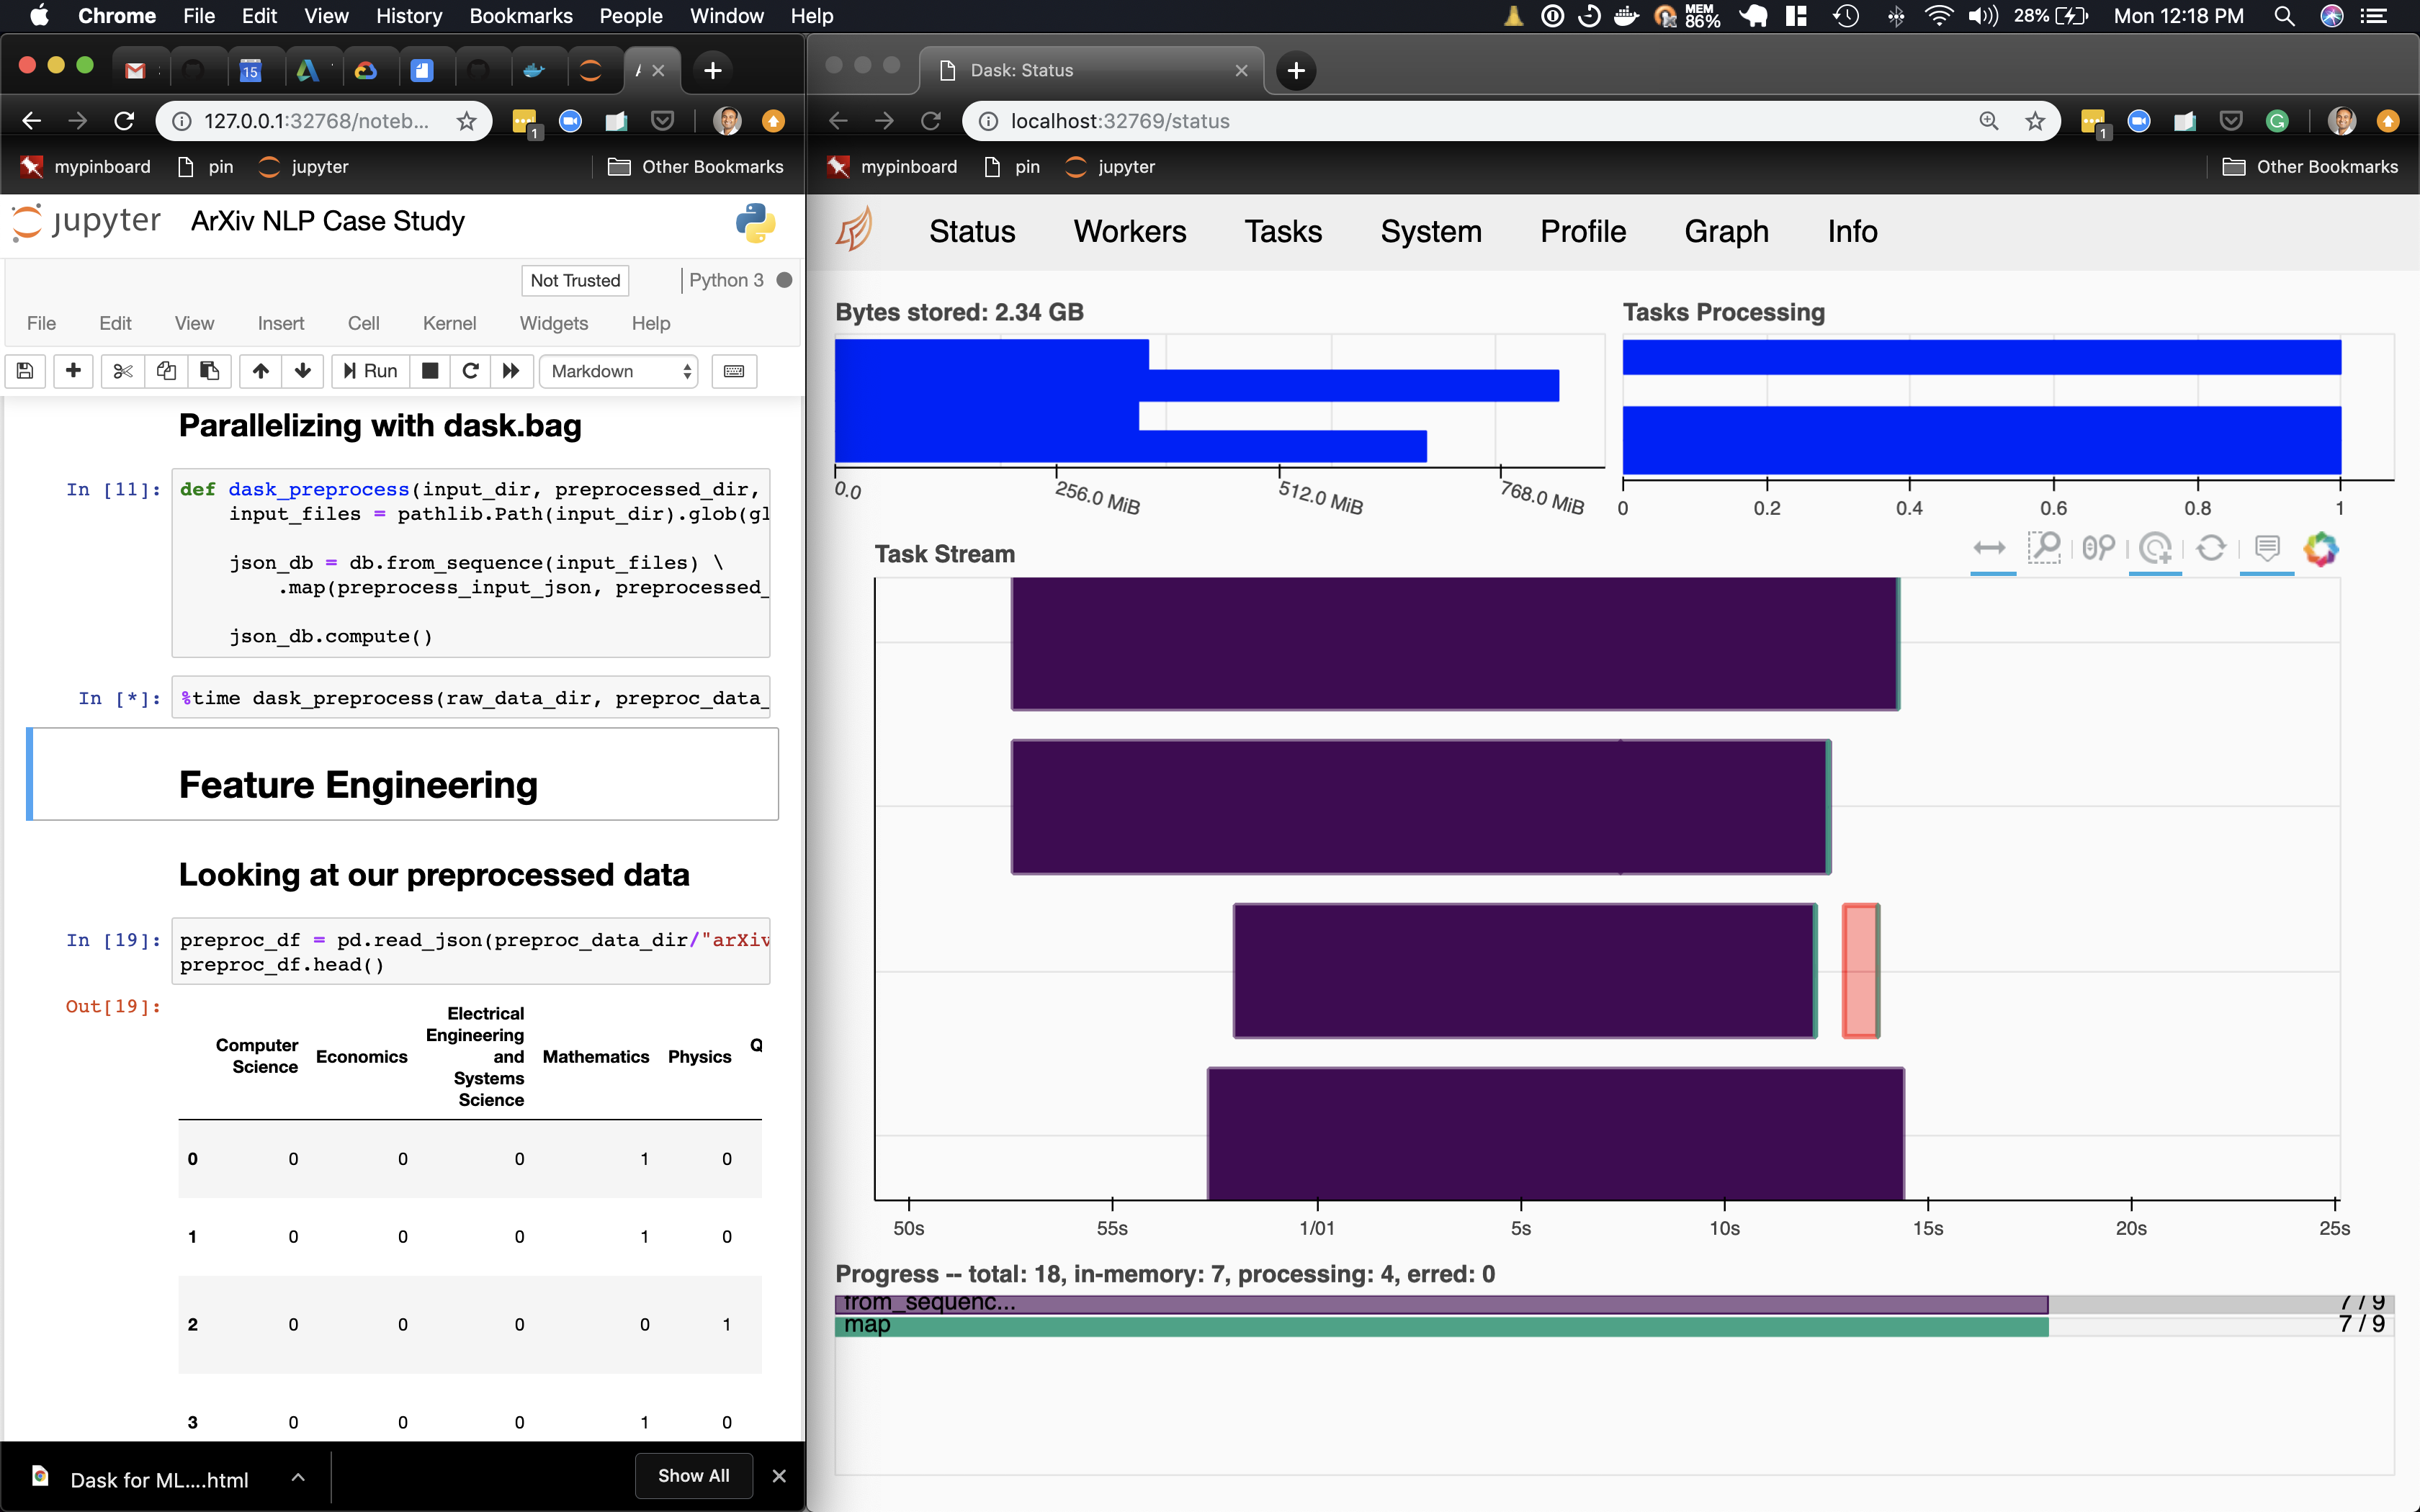 Chrome File Edit View History Bookmarks People Window Help
MEM 86%
28%
Mon 12:18 PM
15
127.0.0.1:32768/noteb...
1
mypinboard pin jupyter Other Bookmarks
jupyter ArXiv NLP Case Study
Not Trusted Python 3
File Edit View Insert Cell Kernel Widgets Help
Run Markdown
Parallelizing with dask.bag
In [11]: def dask_preprocess(input_dir, preprocessed_dir,
input_files = pathlib.Path(input_dir).glob(gl
json_db = db.from_sequence(input_files) \
.map(preprocess_input_json, preprocessed_
json_db.compute()
In [*]: %time dask_preprocess(raw_data_dir, preproc_data_
Feature Engineering
Looking at our preprocessed data
In [19]: preproc_df = pd.read_json(preproc_data_dir/"arXiv
preproc_df.head()
Out[19]:
Computer Science Economics Electrical Engineering and Systems Science Mathematics Physics Q
0 0 0 0 1 0
1 0 0 0 1 0
2 0 0 0 0 1
3 0 0 0 1 0
Dask for ML....html Show All
Dask: Status
localhost:32769/status
1
mypinboard pin jupyter Other Bookmarks
Status Workers Tasks System Profile Graph Info
Bytes stored: 2.34 GB
0.0 256.0 MiB 512.0 MiB 768.0 MiB
Tasks Processing
0 0.2 0.4 0.6 0.8 1
Task Stream
50s 55s 1/01 5s 10s 15s 20s 25s
Progress -- total: 18, in-memory: 7, processing: 4, erred: 0
from_sequenc... 7 / 9
map 7 / 9